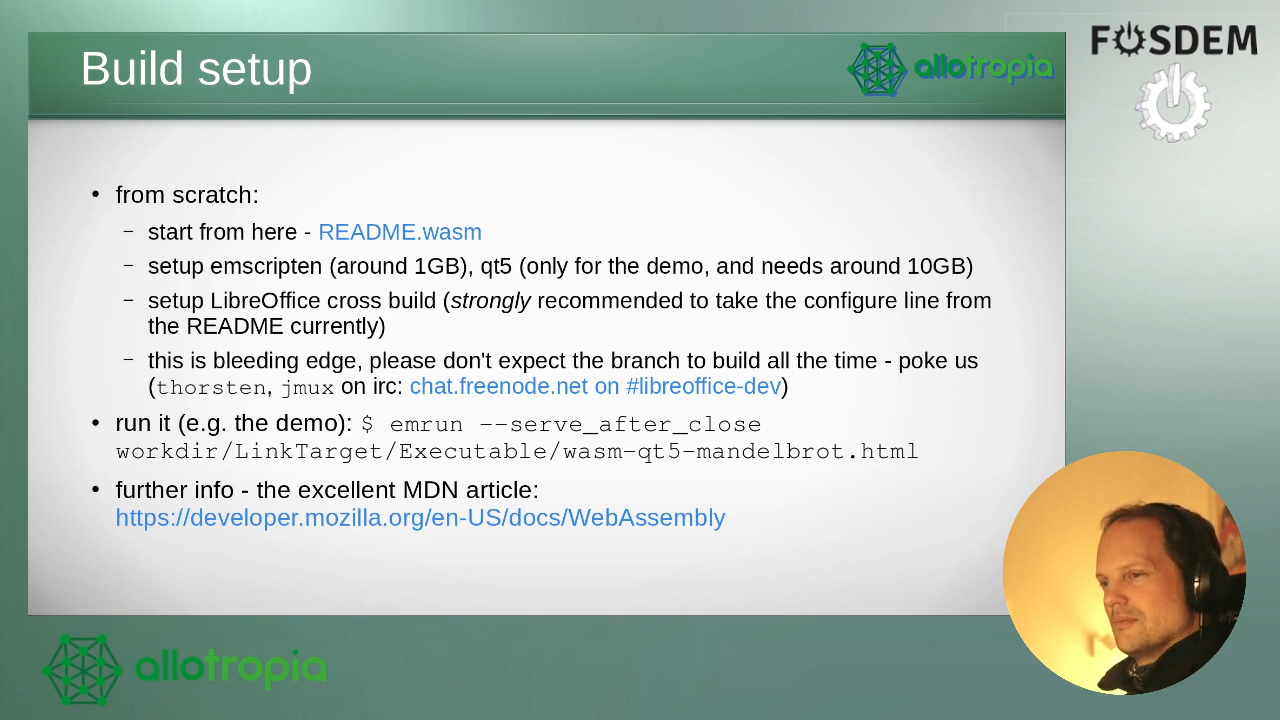 Build setup
allotropia
FOSDEM
• from scratch:
– start from here - README.wasm
– setup emscripten (around 1GB), qt5 (only for the demo, and needs around 10GB)
– setup LibreOffice cross build (strongly recommended to take the configure line from
the README currently)
– this is bleeding edge, please don't expect the branch to build all the time - poke us
(thorsten, jmux on irc: chat.freenode.net on #libreoffice-dev)
• run it (e.g. the demo): $ emrun --serve_after_close
workdir/LinkTarget/Executable/wasm-qt5-mandelbrot.html
• further info - the excellent MDN article:
https://developer.mozilla.org/en-US/docs/WebAssembly
allotropia